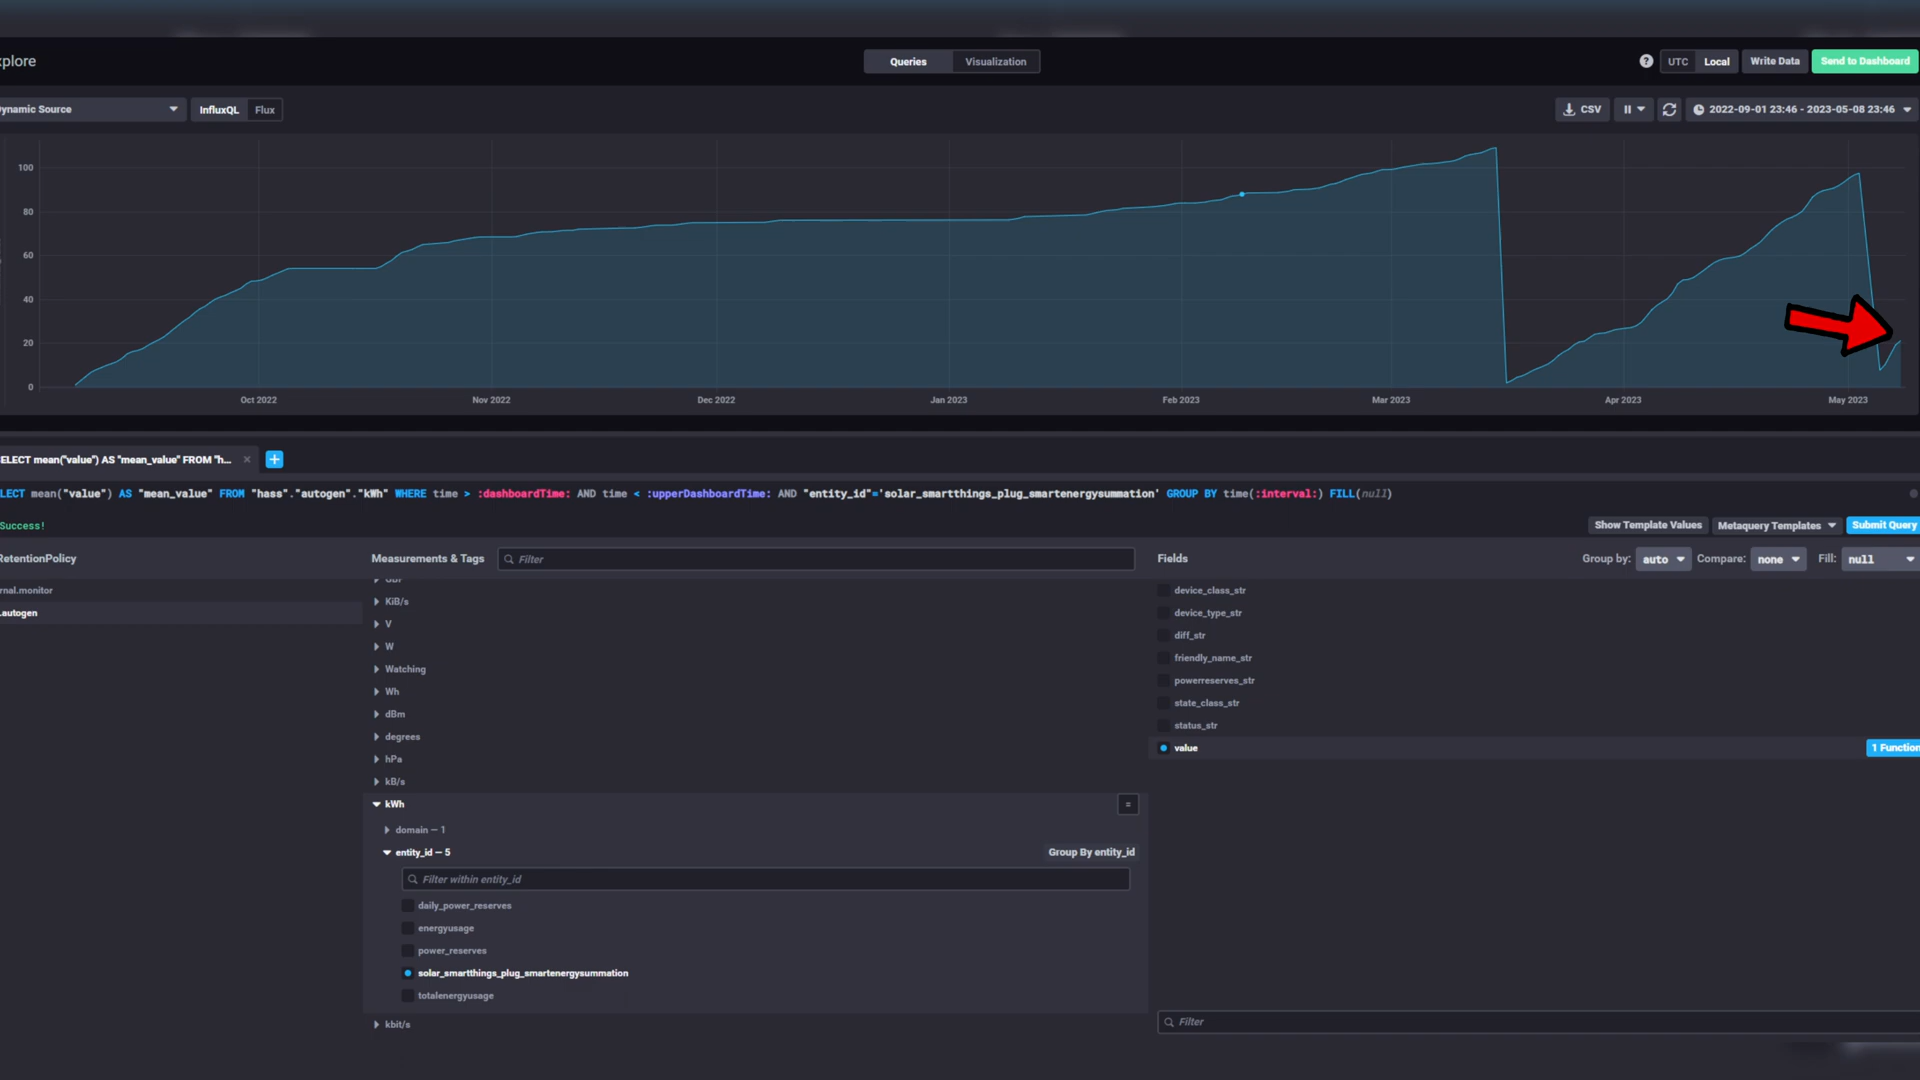 xplore
Queries
Visualization
?
UTC
Local
Write Data
Send to Dashboard
ynamic Source
InfluxQL
Flux
CSV
2022-09-01 23:46 - 2023-05-08 23:46
100
80
60
40
20
0
Oct 2022
Nov 2022
Dec 2022
Jan 2023
Feb 2023
Mar 2023
Apr 2023
May 2023
ELECT mean("value") AS "mean_value" FROM "h...
LECT mean("value") AS "mean_value" FROM "hass"."autogen"."kWh" WHERE time > :dashboardTime: AND time < :upperDashboardTime: AND "entity_id"='solar_smartthings_plug_smartenergysummation' GROUP BY time(:interval:) FILL(null)
Success!
Show Template Values
Metaquery Templates
Submit Query
RetentionPolicy
Measurements & Tags
Filter
Fields
Group by:
auto
Compare:
none
Fill:
null
rnal.monitor
.autogen
KiB/s
V
W
Watching
Wh
dBm
degrees
hPa
kB/s
kWh
=
domain — 1
entity_id — 5
Group By entity_id
Filter within entity_id
daily_power_reserves
energyusage
power_reserves
solar_smartthings_plug_smartenergysummation
totalenergyusage
kbit/s
device_class_str
device_type_str
diff_str
friendly_name_str
powerreserves_str
state_class_str
status_str
value
1 Function
Filter